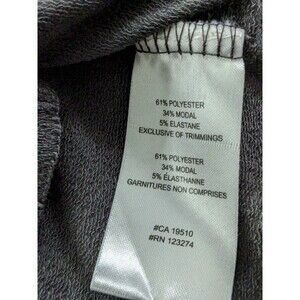 61% POLYESTER
34% MODAL
5% ELASTANE
EXCLUSIVE OF TRIMMINGS
61% POLYESTER
34% MODAL
5% ÉLASTHANNE
GARNITURES NON COMPRISES
#CA 19510
#RN 123274